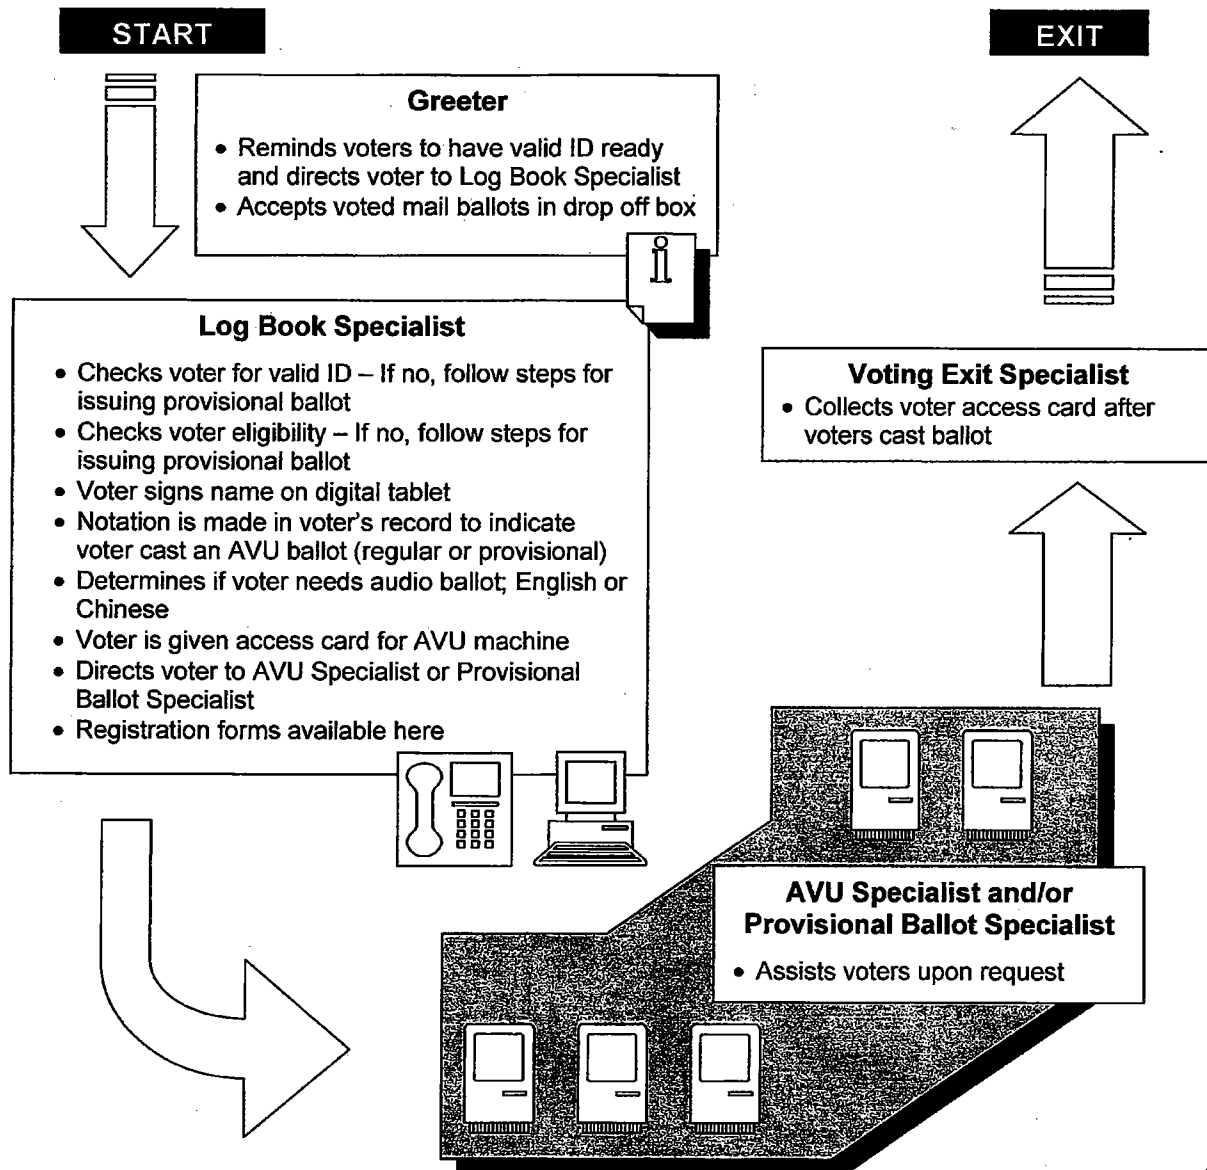 START
EXIT
Greeter
• Reminds voters to have valid ID ready
and directs voter to Log Book Specialist
• Accepts voted mail ballots in drop off box
i
Log Book Specialist
• Checks voter for valid ID – If no, follow steps for
issuing provisional ballot
• Checks voter eligibility – If no, follow steps for
issuing provisional ballot
• Voter signs name on digital tablet
• Notation is made in voter's record to indicate
voter cast an AVU ballot (regular or provisional)
• Determines if voter needs audio ballot; English or
Chinese
• Voter is given access card for AVU machine
• Directs voter to AVU Specialist or Provisional
Ballot Specialist
• Registration forms available here
Voting Exit Specialist
• Collects voter access card after
voters cast ballot
AVU Specialist and/or
Provisional Ballot Specialist
• Assists voters upon request